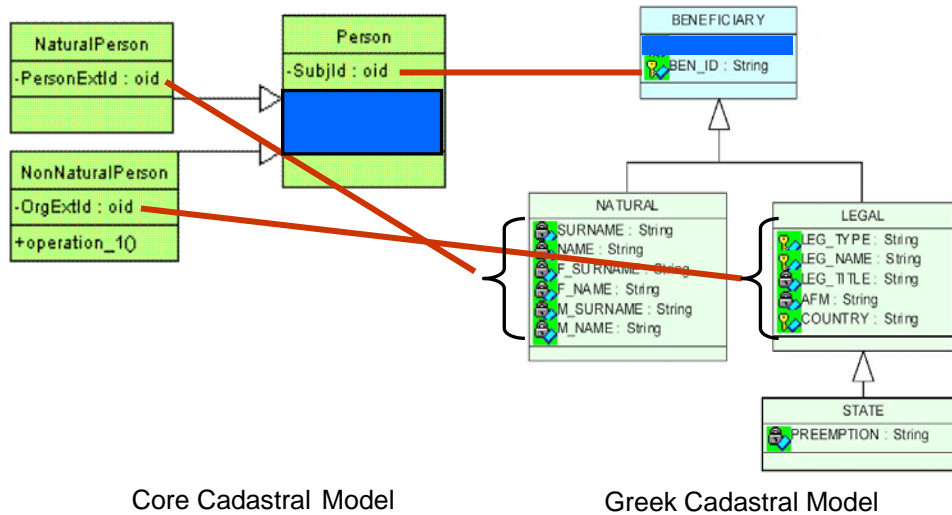 NaturalPerson
-PersonExtId : oid
NonNaturalPerson
-OrgExtId : oid
+operation_1()
Person
-SubjId : oid
BENEFICIARY
BEN_ID : String
NATURAL
SURNAME : String
NAME : String
F_SURNAME : String
F_NAME : String
M_SURNAME : String
M_NAME : String
LEGAL
LEG_TYPE : String
LEG_NAME : String
LEG_TITLE : String
AFM : String
COUNTRY : String
STATE
PREEMPTION : String
Core Cadastral Model
Greek Cadastral Model